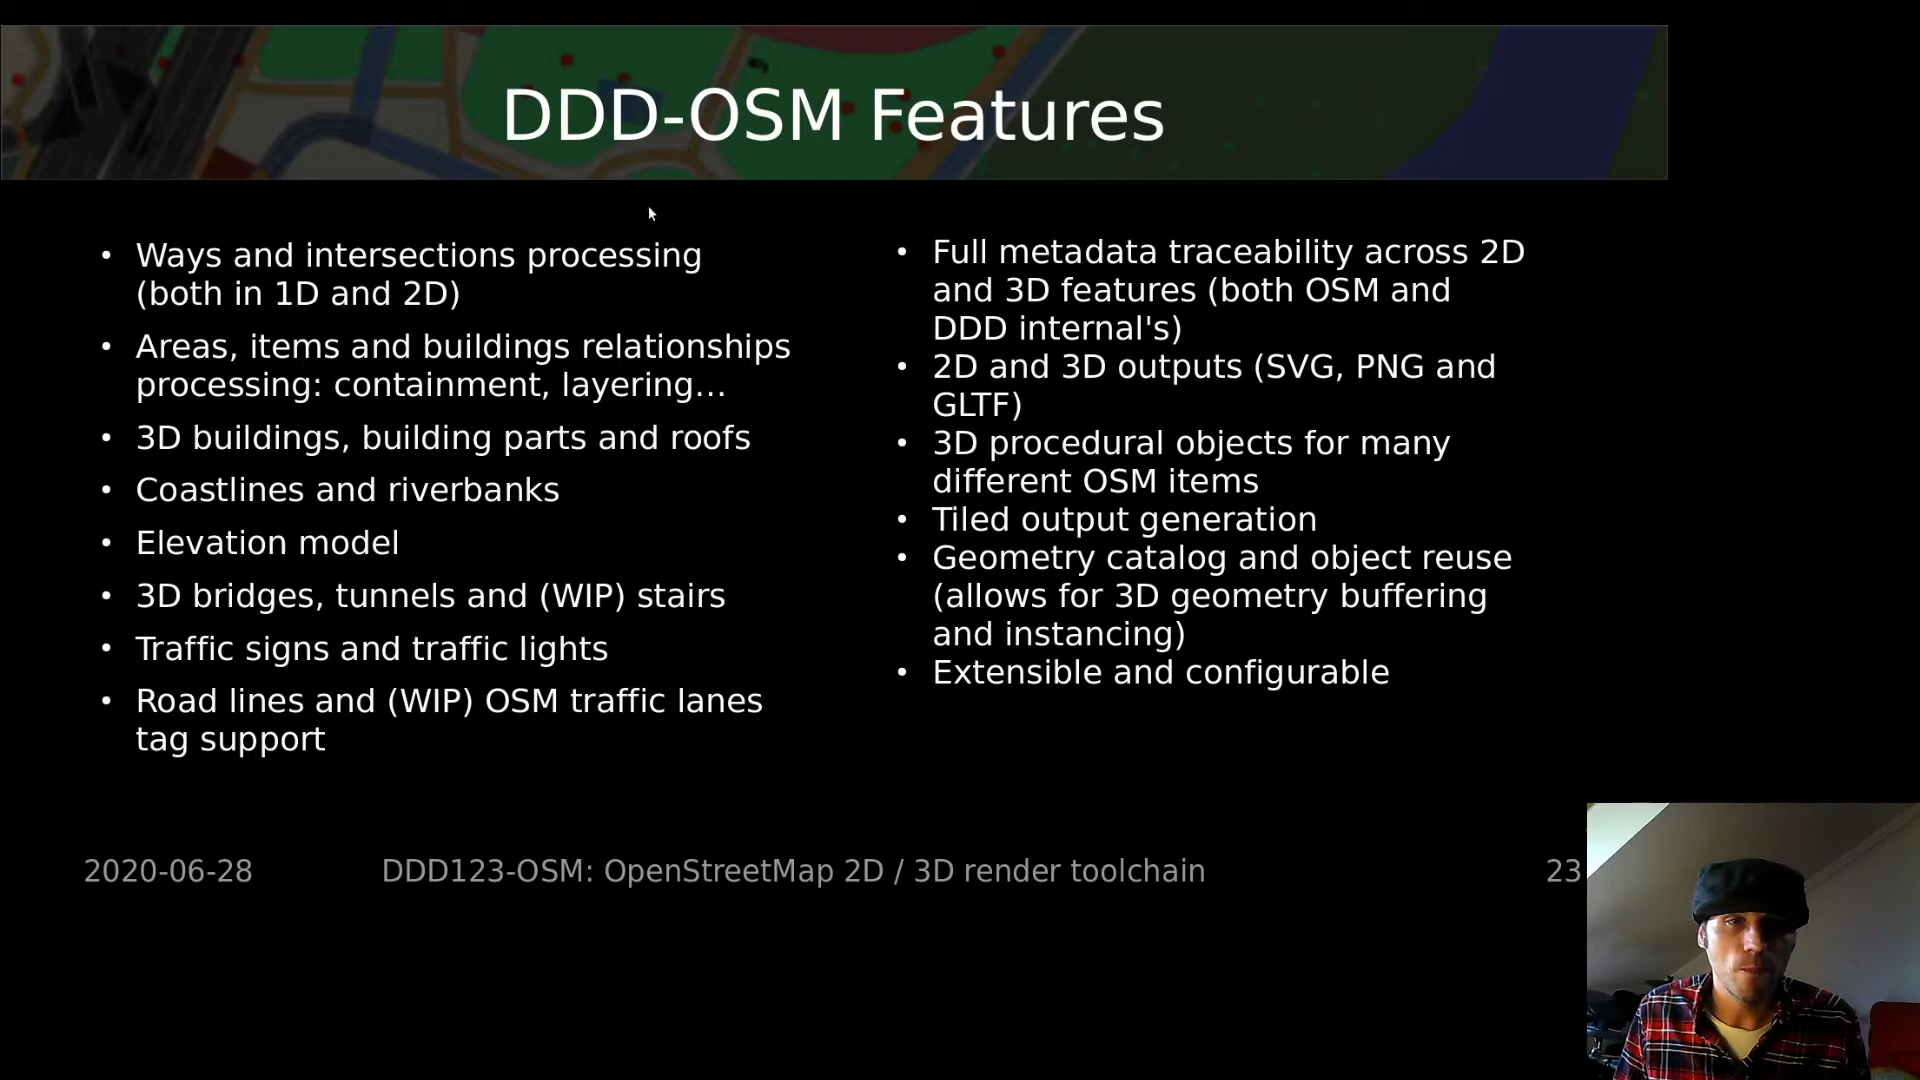 DDD-OSM Features
• Ways and intersections processing
(both in 1D and 2D)
• Areas, items and buildings relationships
processing: containment, layering...
• 3D buildings, building parts and roofs
• Coastlines and riverbanks
• Elevation model
• 3D bridges, tunnels and (WIP) stairs
• Traffic signs and traffic lights
• Road lines and (WIP) OSM traffic lanes
tag support
• Full metadata traceability across 2D
and 3D features (both OSM and
DDD internal's)
• 2D and 3D outputs (SVG, PNG and
GLTF)
• 3D procedural objects for many
different OSM items
• Tiled output generation
• Geometry catalog and object reuse
(allows for 3D geometry buffering
and instancing)
• Extensible and configurable
2020-06-28
DDD123-OSM: OpenStreetMap 2D / 3D render toolchain
23